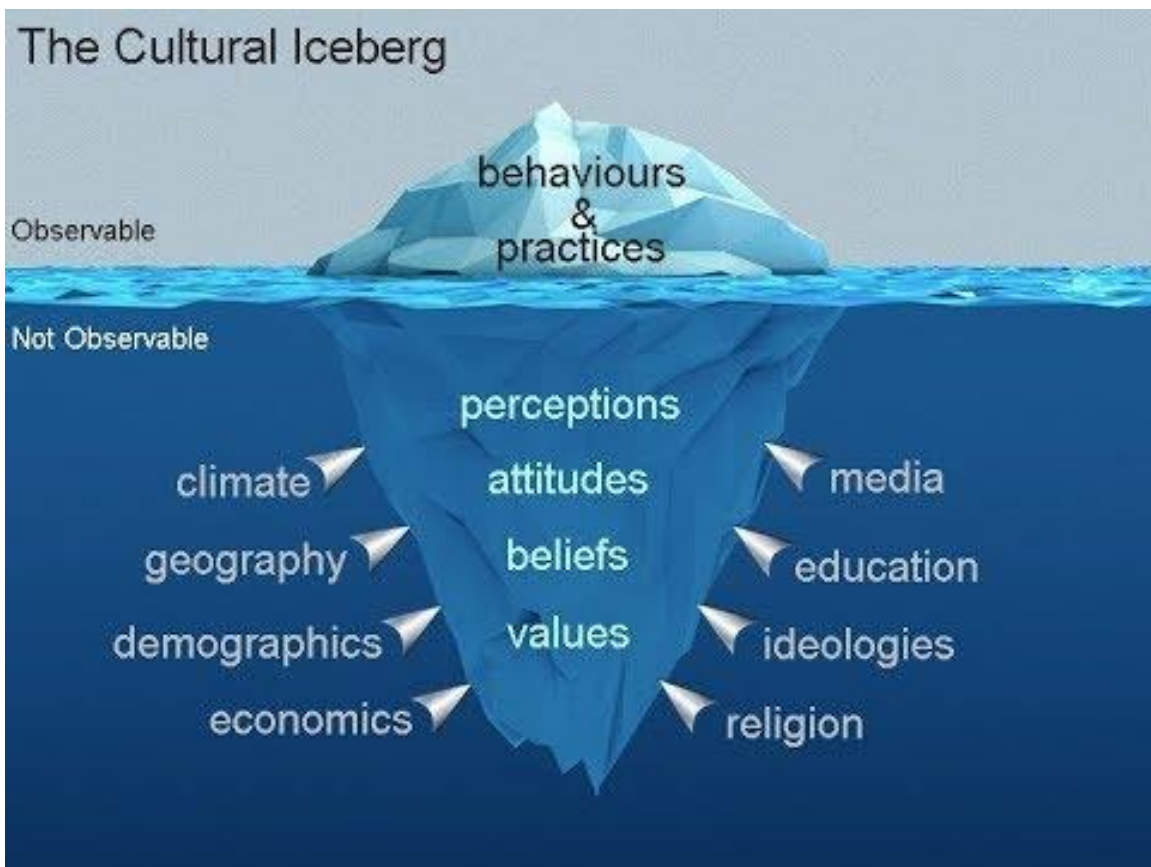 The Cultural Iceberg
behaviours
&
practices
Observable
Not Observable
perceptions
climate
attitudes
media
geography
beliefs
education
demographics
values
ideologies
economics
religion